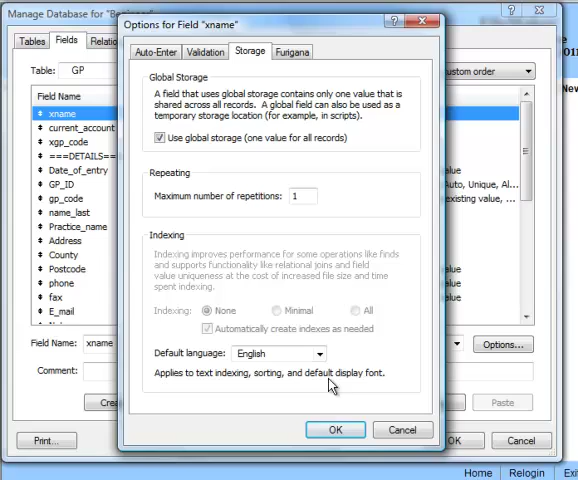 Manage Database for "Be
Options for Field "xname"
Tables
Fields
Relatio
Auto-Enter
Validation
Storage
Furigana
011
Table:
GP
ustom order
Nev
Field Name
xname
current_account
xgp_code
===DETAILS==
Date_of_entry
GP_ID
gp_code
name_last
Practice_name
Address
County
Postcode
phone
fax
E_mail
Global Storage
A field that uses global storage contains only one value that is
shared across all records. A global field can also be used as a
temporary storage location (for example, in scripts).
Use global storage (one value for all records)
Repeating
Maximum number of repetitions:
1
Indexing
Indexing improves performance for some operations like finds
and supports functionality like relational joins and field
value uniqueness at the cost of increased file size and time
spent indexing.
Indexing:
None
Minimal
All
Automatically create indexes as needed
Default language:
English
Applies to text indexing, sorting, and default display font.
OK
Cancel
alue
Auto, Unique, Al...
existing value, ...
alue
alue
alue
Field Name:
xname
Options...
Comment:
Crea
Paste
Print...
OK
Cancel
Home
Relogin
Exi